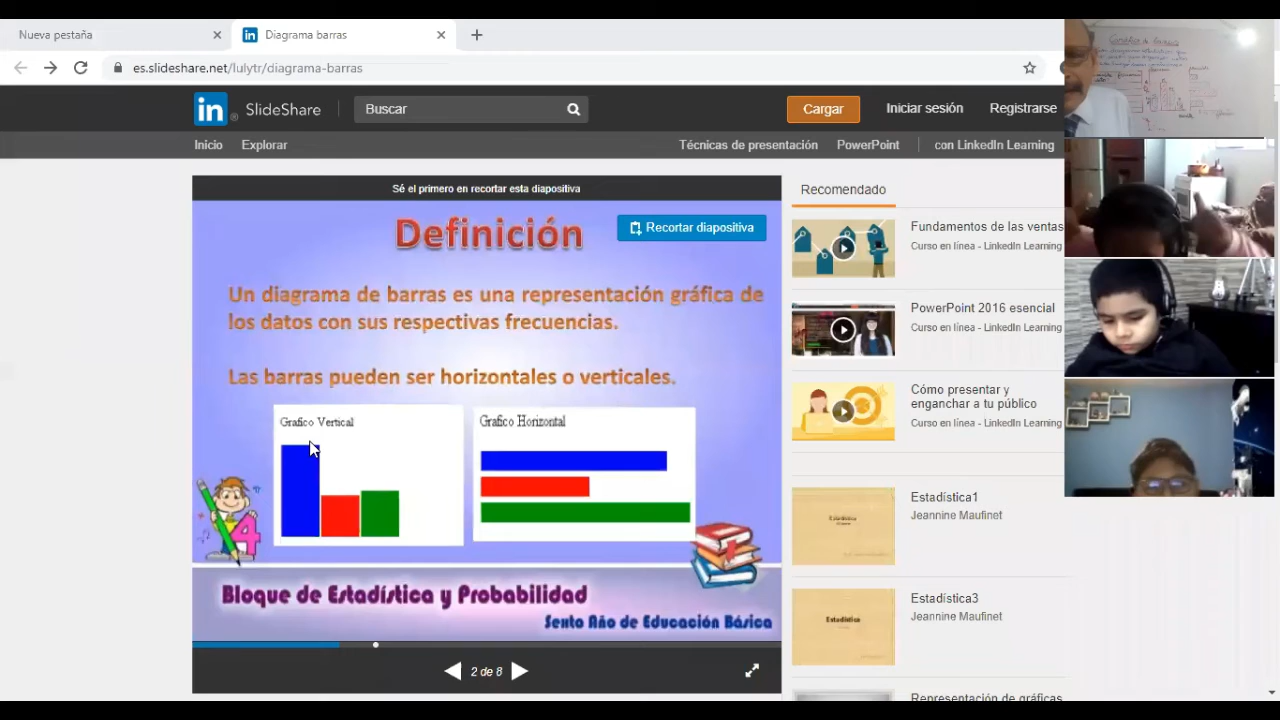 Nueva pestaña
Diagrama barras
es.slideshare.net/lulytr/diagrama-barras
in SlideShare
Buscar
Cargar
Iniciar sesión
Registrarse
Inicio
Explorar
Técnicas de presentación
PowerPoint
con LinkedIn Learning
Sé el primero en recortar esta diapositiva
Definición
Recortar diapositiva
Un diagrama de barras es una representación gráfica de
los datos con sus respectivas frecuencias.
Las barras pueden ser horizontales o verticales.
Grafico Vertical
Grafico Horizontal
4
Bloque de Estadística y Probabilidad
Sexto Año de Educación Básica
2 de 8
Recomendado
Fundamentos de las ventas
Curso en línea - LinkedIn Learning
PowerPoint 2016 esencial
Curso en línea - LinkedIn Learning
Cómo presentar y
enganchar a tu público
Curso en línea - LinkedIn Learning
Estadística1
Jeannine Maufinet
Estadística3
Jeannine Maufinet
Representación de gráficas